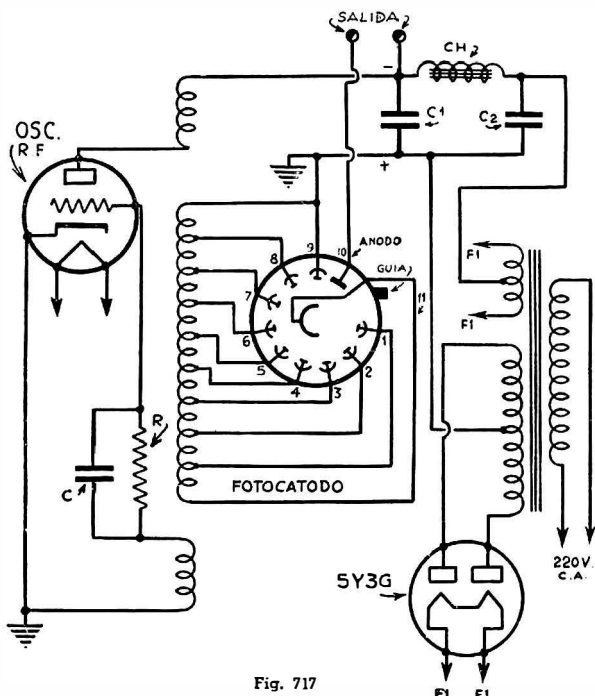 SALIDA
CH
-
C1
C2
OSC.
RF
+
9
10
ANODO
8
GUIA
7
11
6
1
5
2
4
3
F1
F1
R
C
FOTOCATODO
220V.
C.A.
5Y3G
F1 F1
Fig. 717